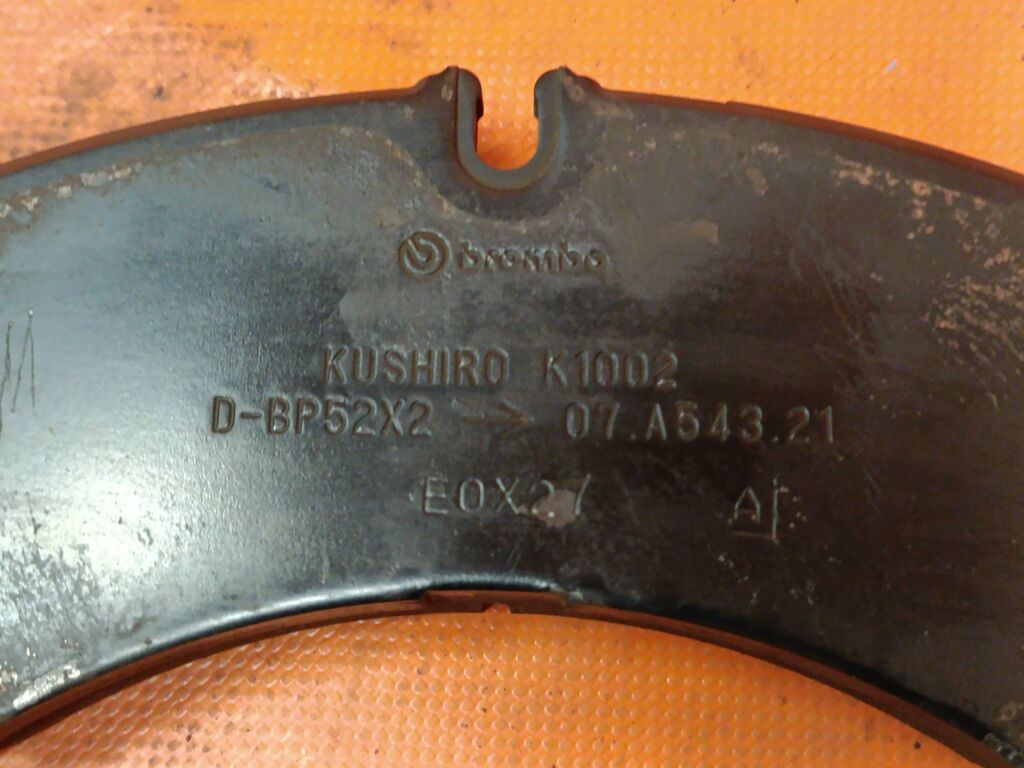 brembo
KUSHIRO K1002
D-BP52X2 → 07.A543.21